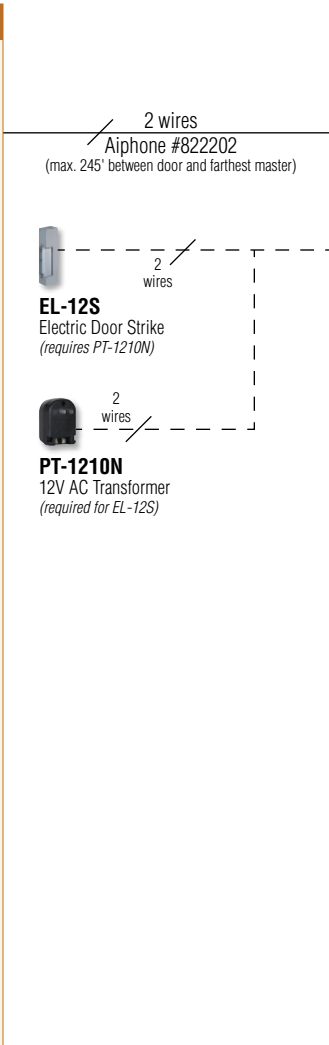 2 wires
Aiphone #822202
(max. 245' between door and farthest master)
2
wires
EL-12S
Electric Door Strike
(requires PT-1210N)
2
wires
PT-1210N
12V AC Transformer
(required for EL-12S)